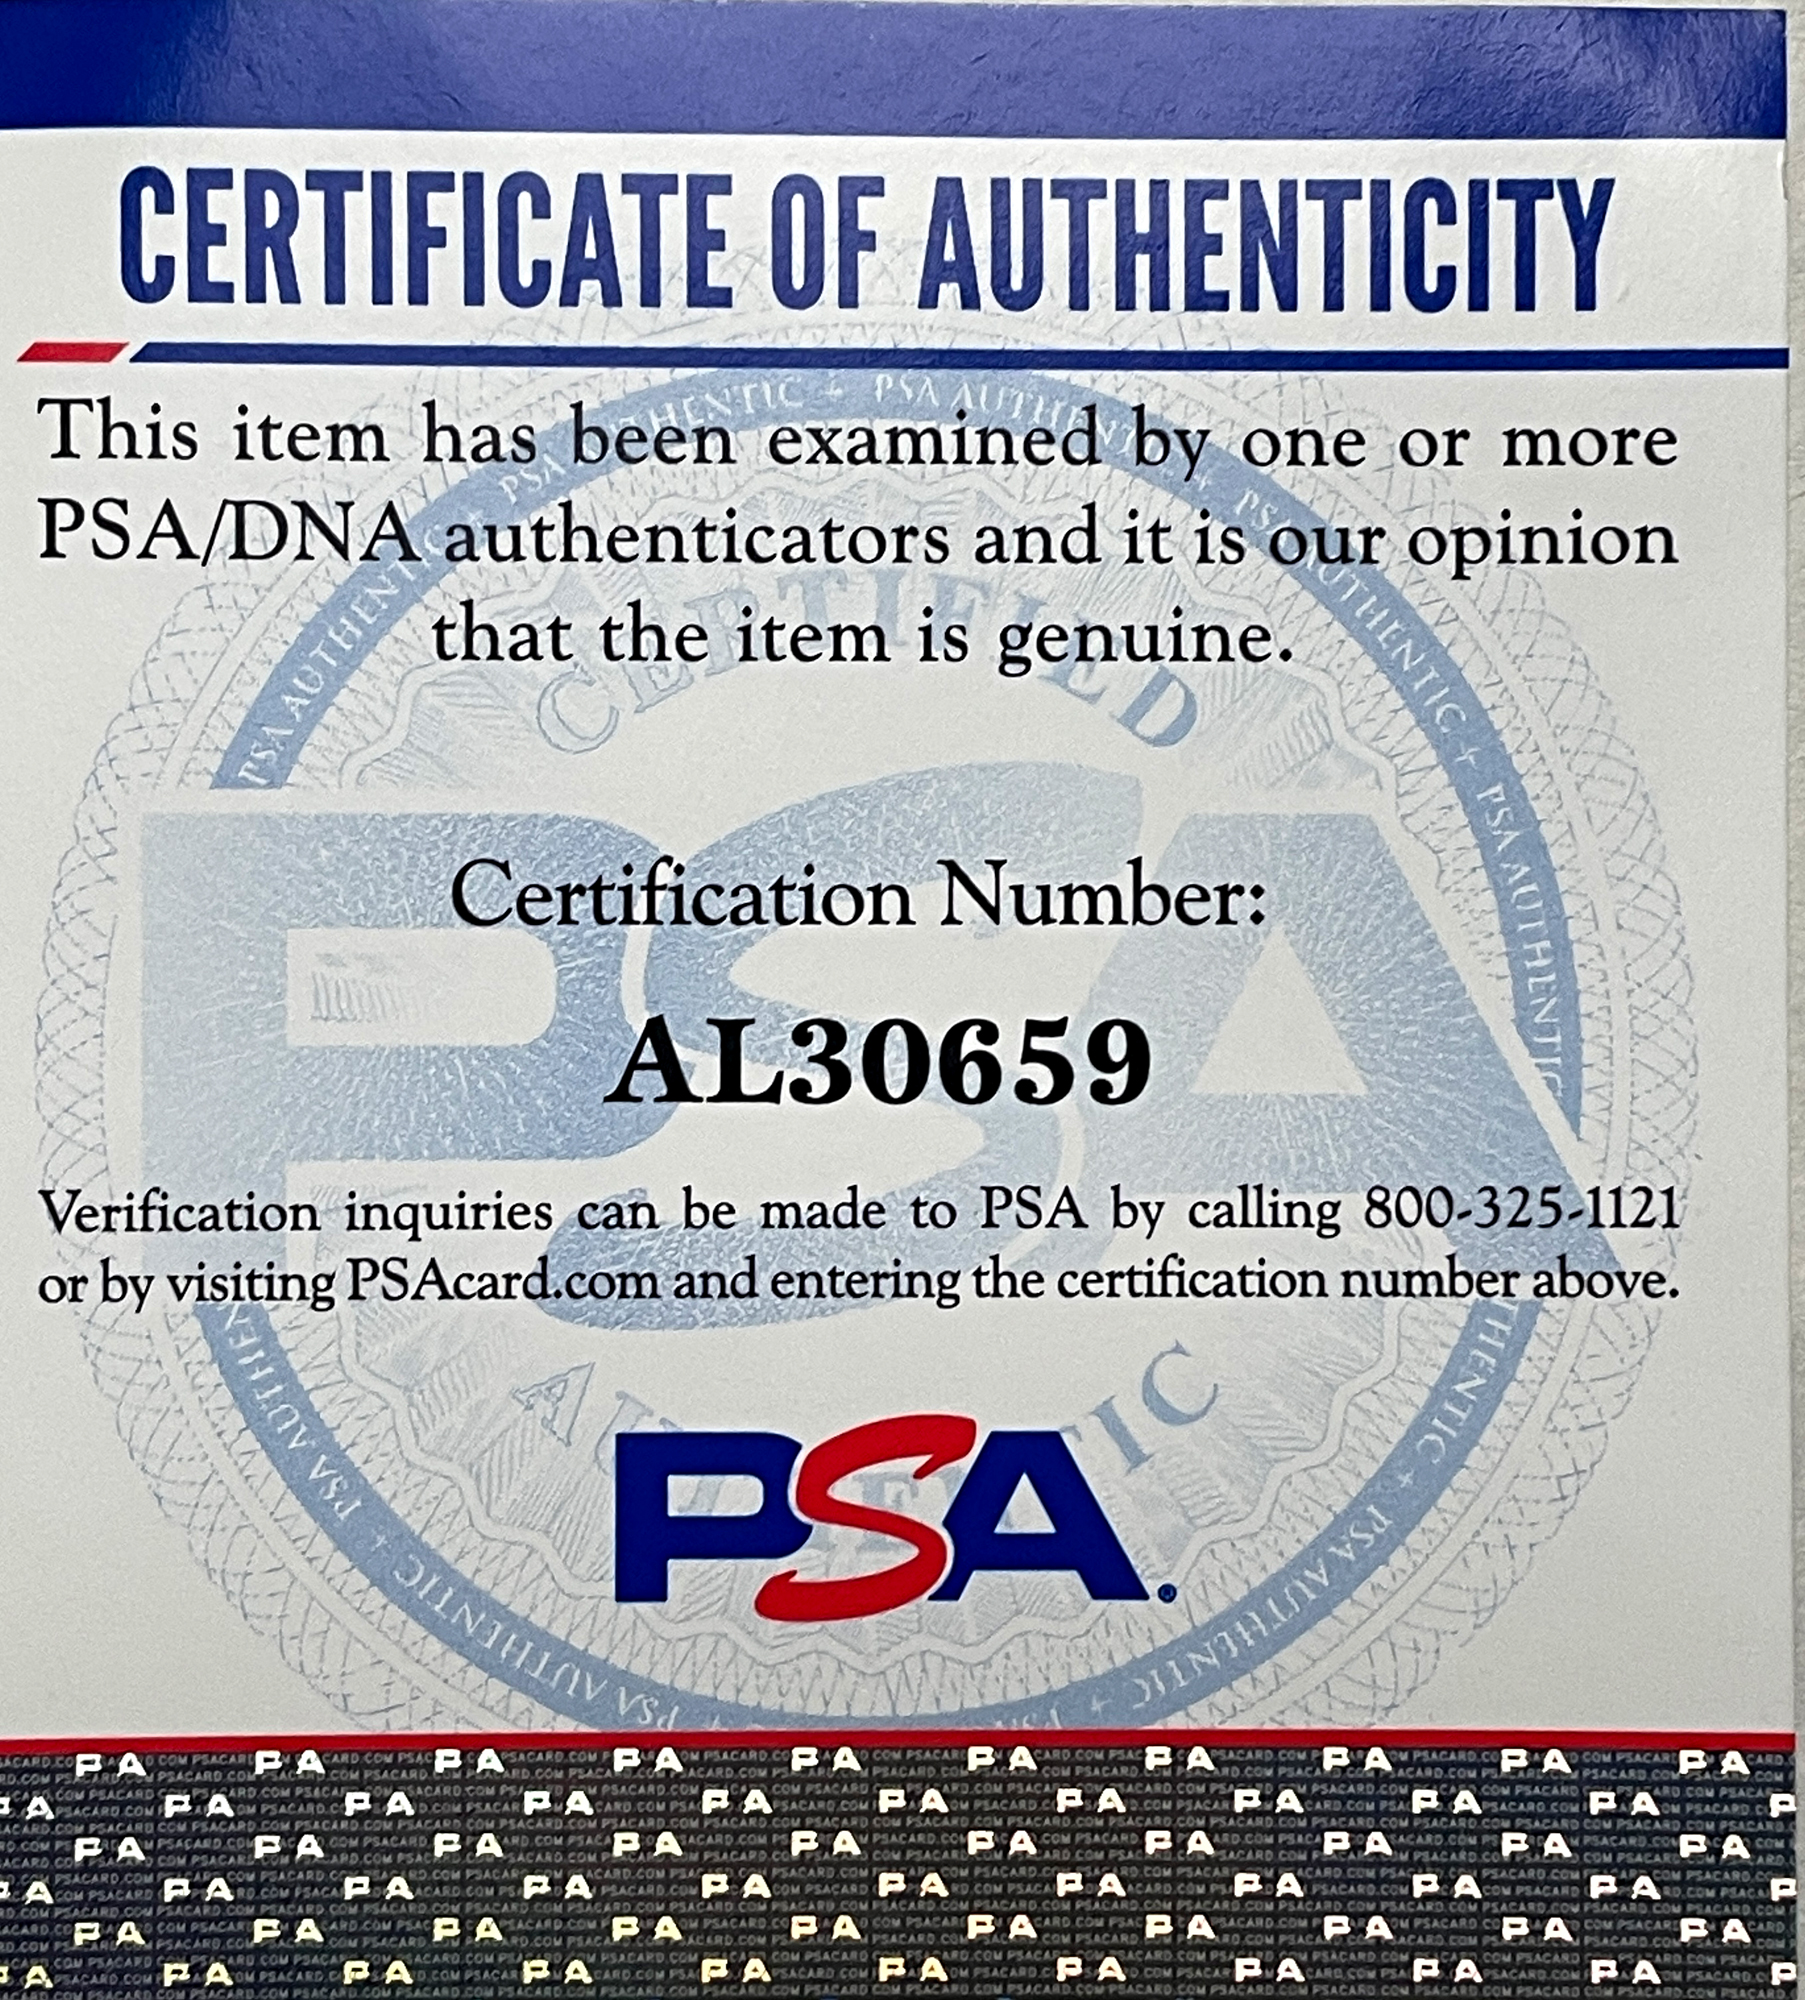 CERTIFICATE OF AUTHENTICITY
This item has been examined by one or more
PSA/DNA authenticators and it is our opinion
that the item is genuine.
CERTIFIED
Certification Number:
AL30659
Verification inquiries can be made to PSA by calling 800-325-1121
or by visiting PSAcard.com and entering the certification number above.
PSA®